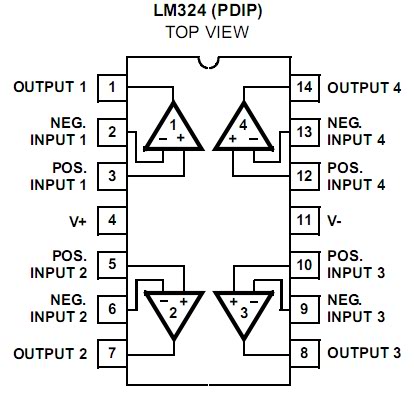 LM324 (PDIP)
TOP VIEW
OUTPUT 1 1 14 OUTPUT 4
NEG. INPUT 1 2 13 NEG. INPUT 4
1 4
− + + −
POS. INPUT 1 3 12 POS. INPUT 4
V+ 4 11 V-
POS. INPUT 2 5 10 POS. INPUT 3
− + + −
NEG. INPUT 2 6 9 NEG. INPUT 3
2 3
OUTPUT 2 7 8 OUTPUT 3